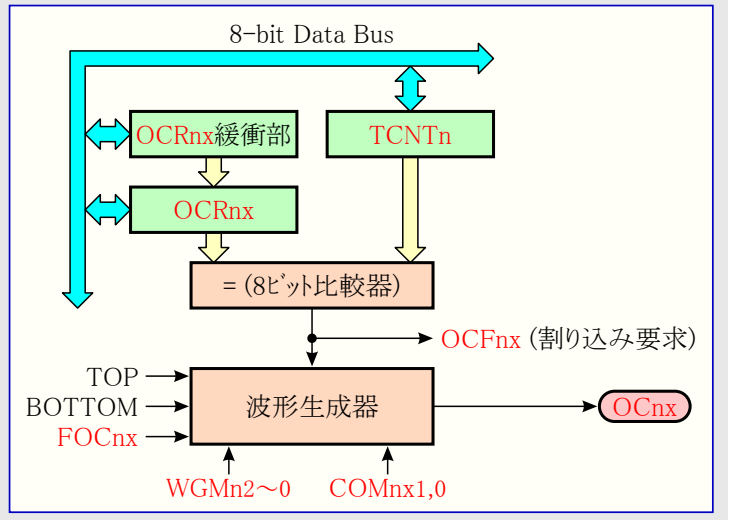 8-bit Data Bus
OCRnx緩衝部
TCNTn
OCRnx
= (8ﾋﾞｯﾄ比較器)
OCFnx (割り込み要求)
TOP
BOTTOM
FOCnx
波形生成器
OCnx
WGMn2～0
COMnx1,0